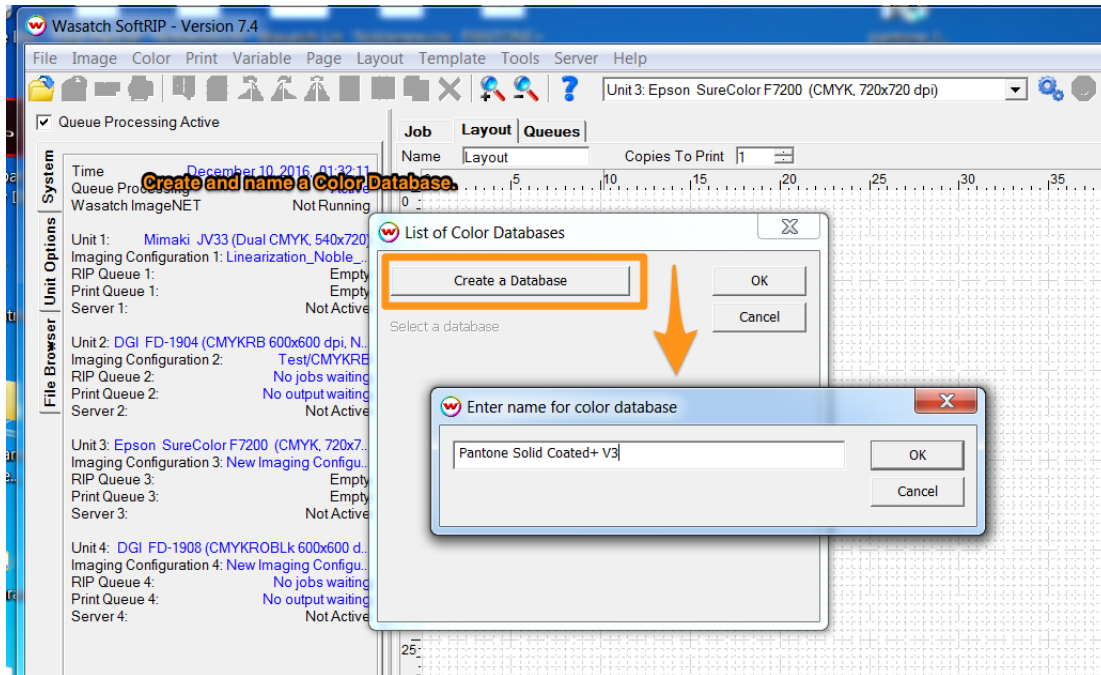 Wasatch SoftRIP - Version 7.4
File Image Color Print Variable Page Layout Template Tools Server Help
Unit 3: Epson SureColor F7200 (CMYK, 720x720 dpi)
Queue Processing Active
Job Layout Queues
Name Layout Copies To Print 1
System
Unit Options
File Browser
Time December 10, 2016, 01:32:11
Queue Processing Active
Create and name a Color Database.
Wasatch ImageNET Not Running
Unit 1: Mimaki JV33 (Dual CMYK, 540x720)
Imaging Configuration 1: Linearization_Noble_...
RIP Queue 1: Empty
Print Queue 1: Empty
Server 1: Not Active
Unit 2: DGI FD-1904 (CMYKRB 600x600 dpi, N...
Imaging Configuration 2: Test/CMYKRB
RIP Queue 2: No jobs waiting
Print Queue 2: No output waiting
Server 2: Not Active
Unit 3: Epson SureColor F7200 (CMYK, 720x7...
Imaging Configuration 3: New Imaging Configu...
RIP Queue 3: Empty
Print Queue 3: Empty
Server 3: Not Active
Unit 4: DGI FD-1908 (CMYKROBLk 600x600 d...
Imaging Configuration 4: New Imaging Configu...
RIP Queue 4: No jobs waiting
Print Queue 4: No output waiting
Server 4: Not Active
5 10 15 20 25 30 35
0
25
List of Color Databases
Create a Database
OK
Cancel
Select a database
Enter name for color database
Pantone Solid Coated+ V3
OK
Cancel